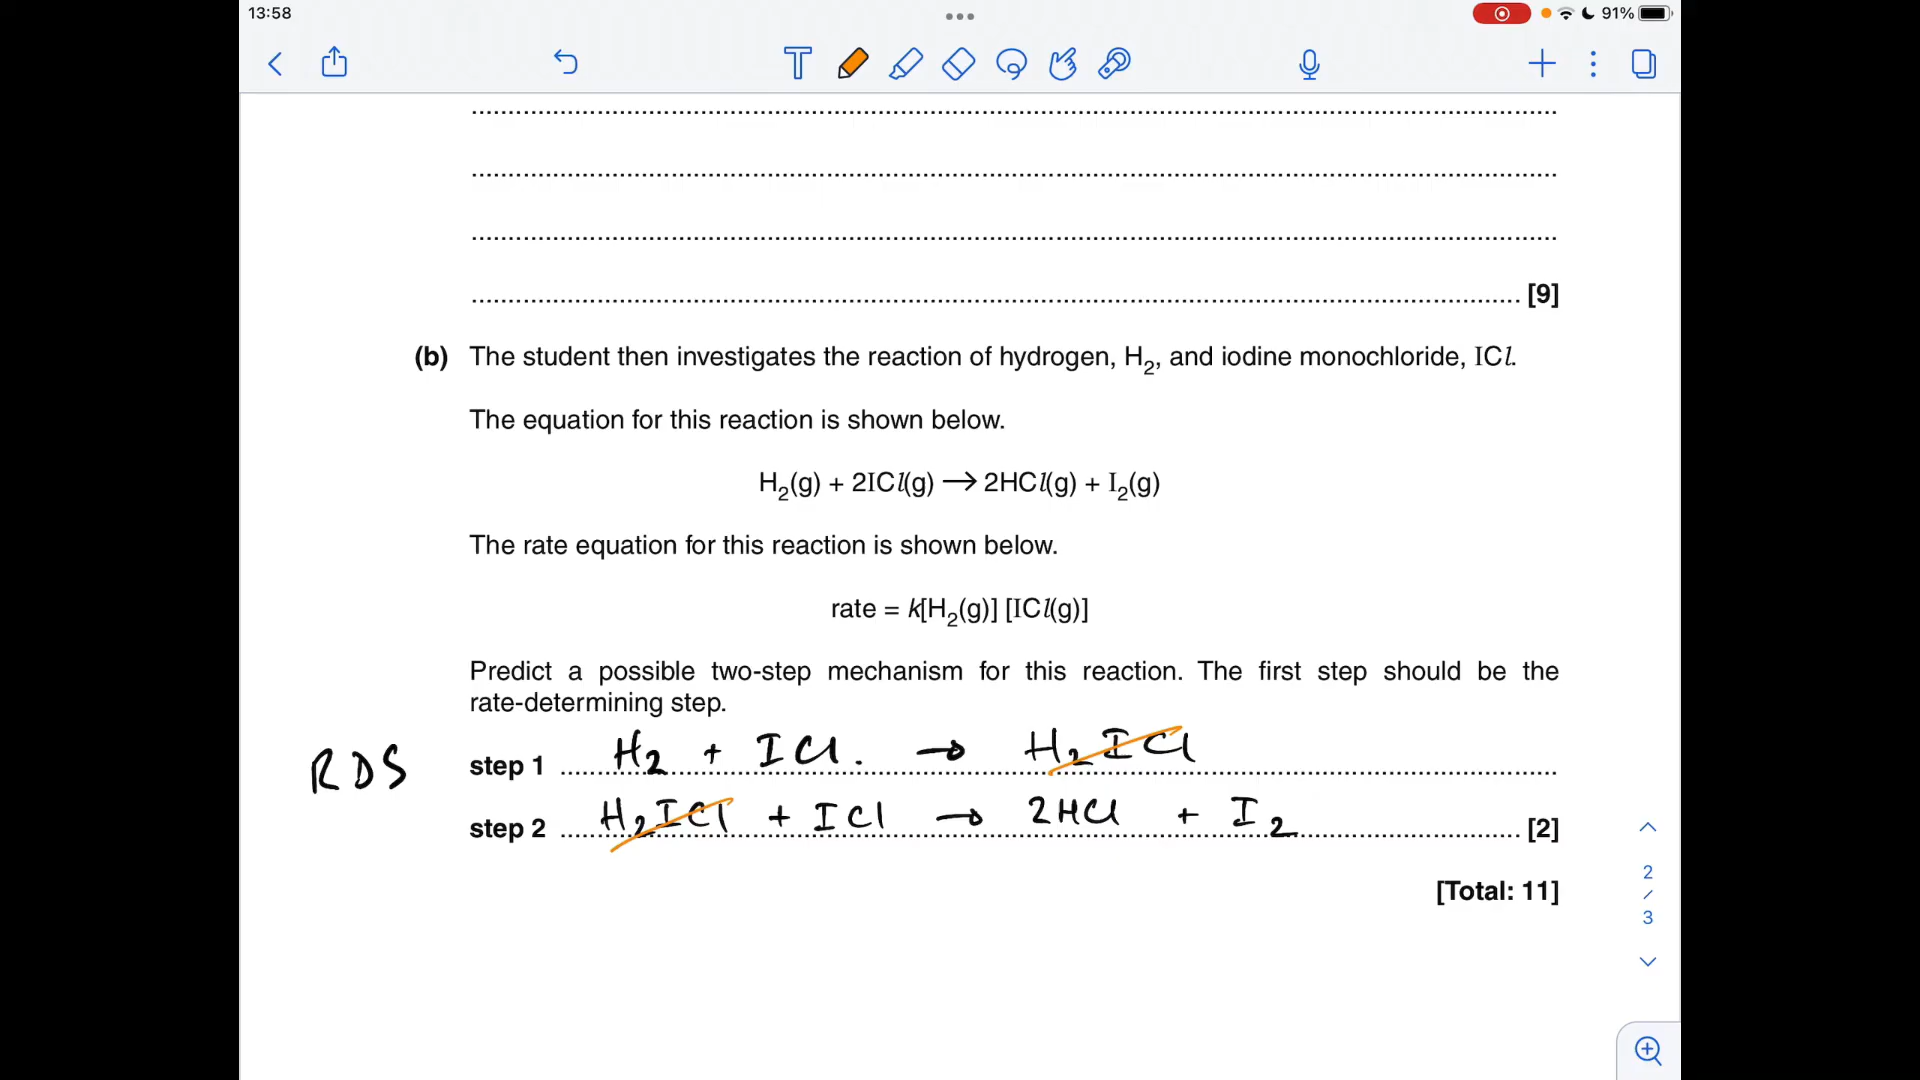 13:58
91%
[9]
(b) The student then investigates the reaction of hydrogen, H₂, and iodine monochloride, ICl.
The equation for this reaction is shown below.
H₂(g) + 2ICl(g) → 2HCl(g) + I₂(g)
The rate equation for this reaction is shown below.
rate = k[H₂(g)] [ICl(g)]
Predict a possible two-step mechanism for this reaction. The first step should be the
rate-determining step.
RDS step 1 H₂ + ICl. → H₂ICl
step 2 H₂ICl + ICl → 2HCl + I₂ [2]
[Total: 11]
2
/
3